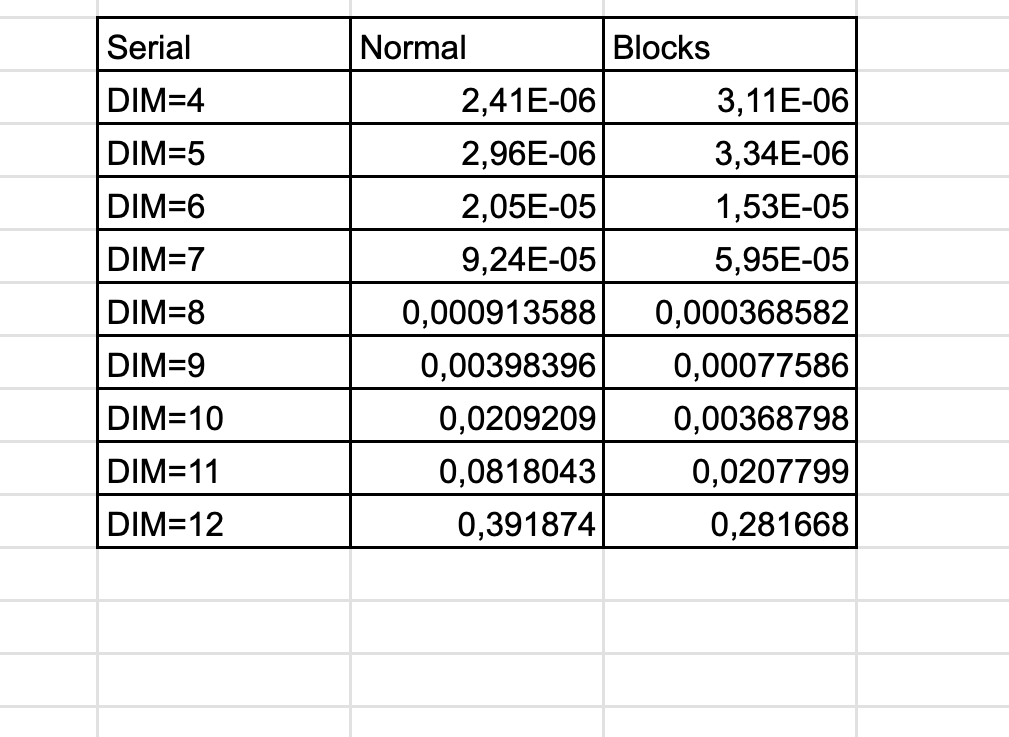 Serial Normal Blocks
DIM=4 2,41E-06 3,11E-06
DIM=5 2,96E-06 3,34E-06
DIM=6 2,05E-05 1,53E-05
DIM=7 9,24E-05 5,95E-05
DIM=8 0,000913588 0,000368582
DIM=9 0,00398396 0,00077586
DIM=10 0,0209209 0,00368798
DIM=11 0,0818043 0,0207799
DIM=12 0,391874 0,281668